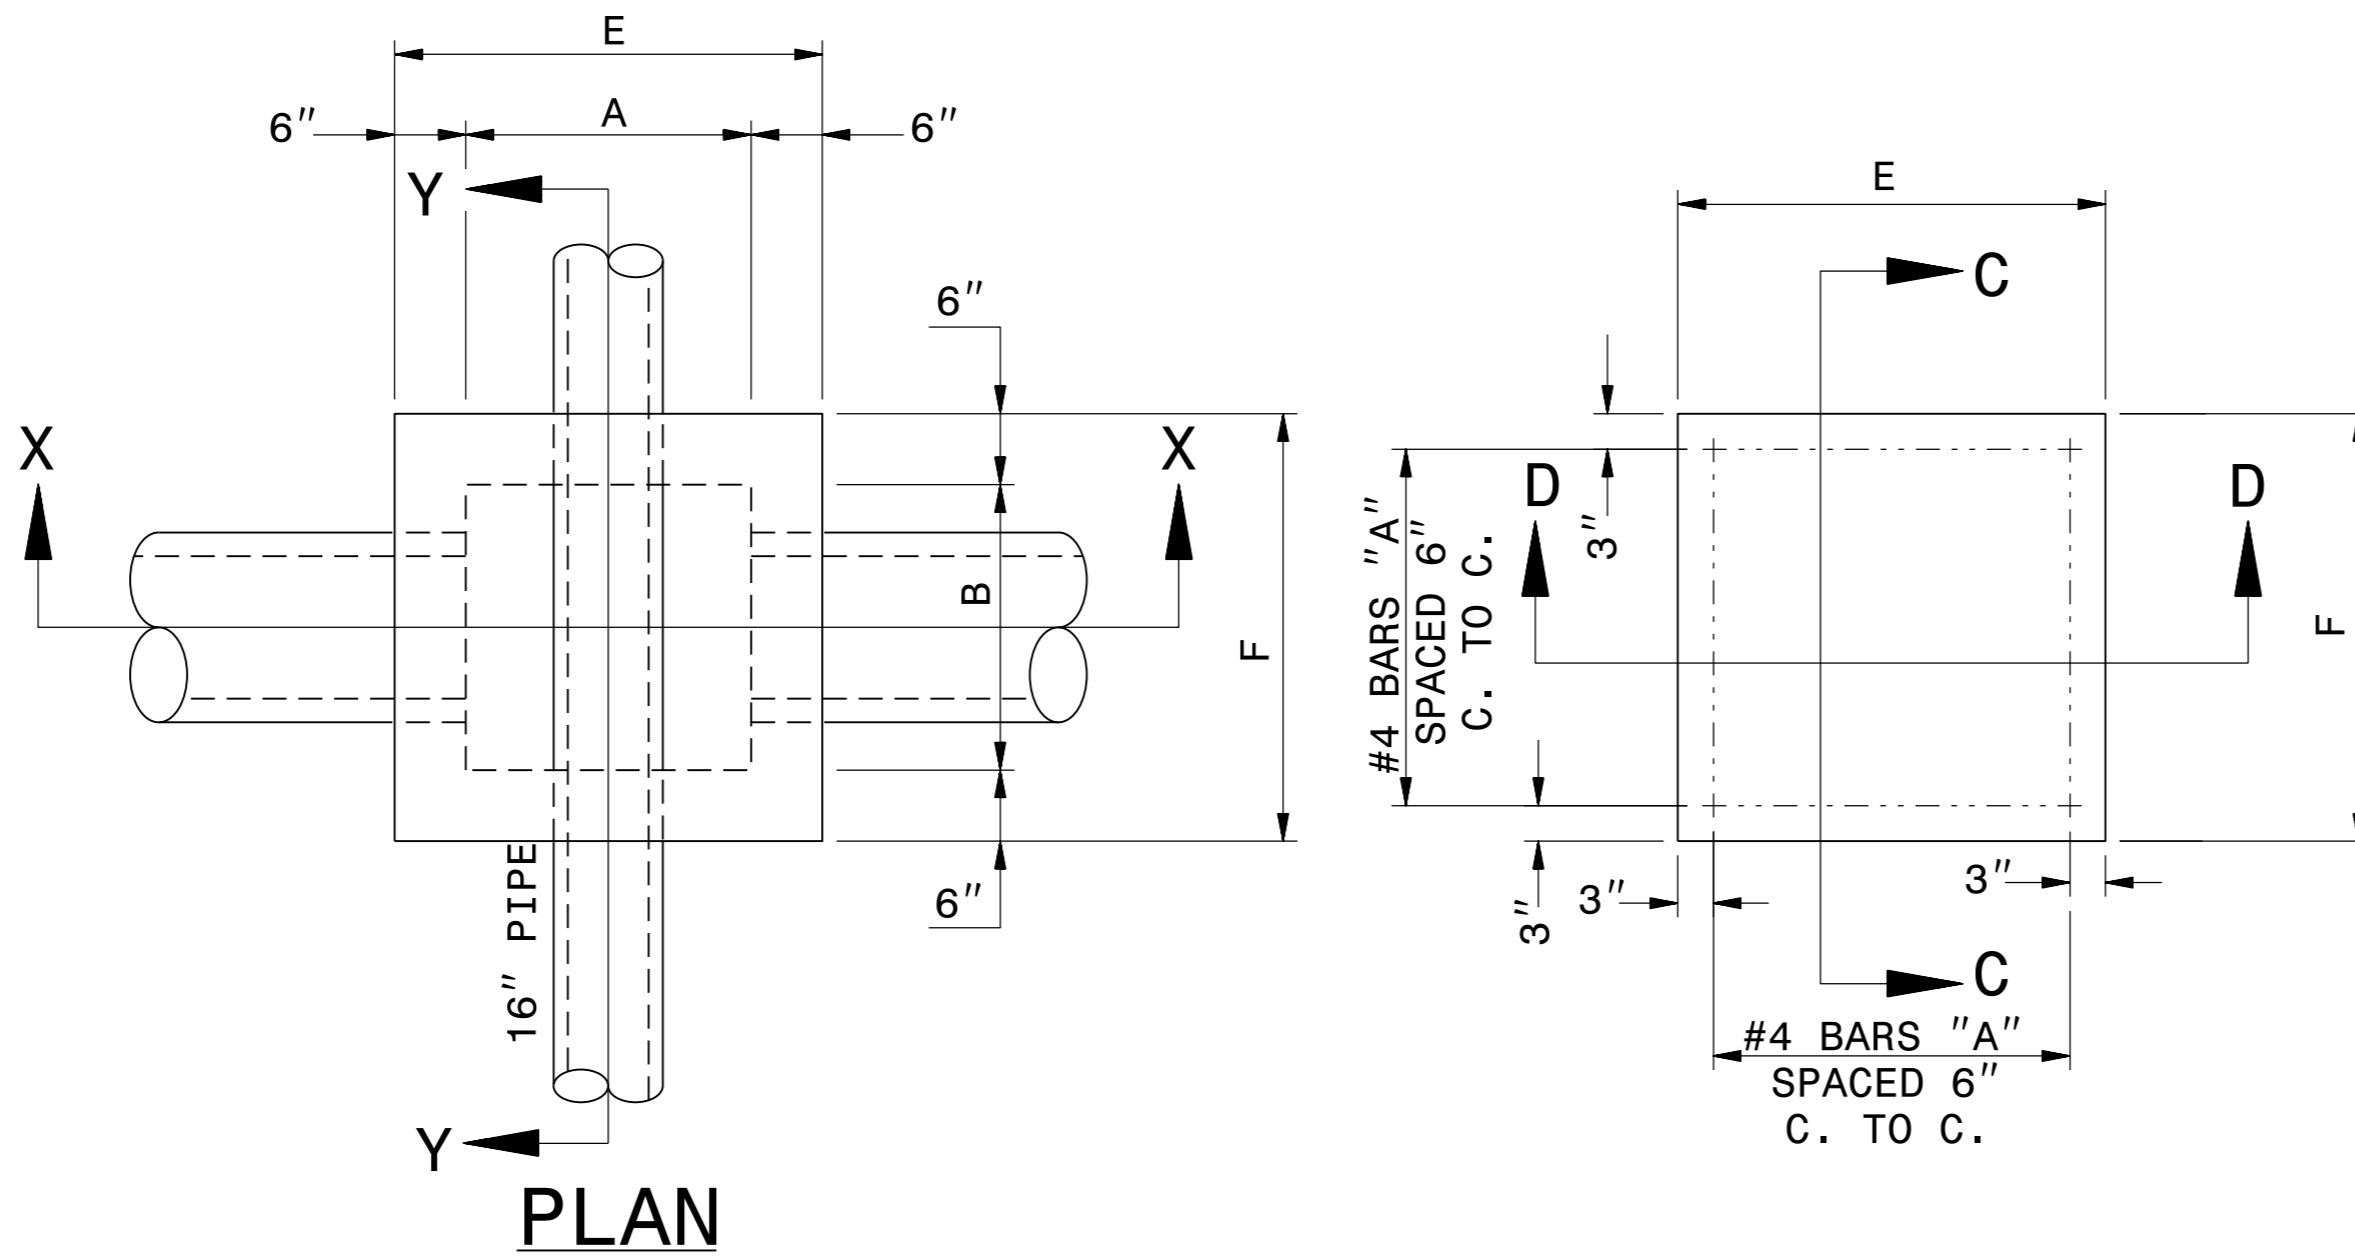 E
6" A 6"
Y
6"
X
X
B
F
16" PIPE
6"
Y
PLAN
E
C
#4 BARS "A"
SPACED 6"
C. TO C.
D
3"
D
F
3"
3"
3"
C
#4 BARS "A"
SPACED 6"
C. TO C.